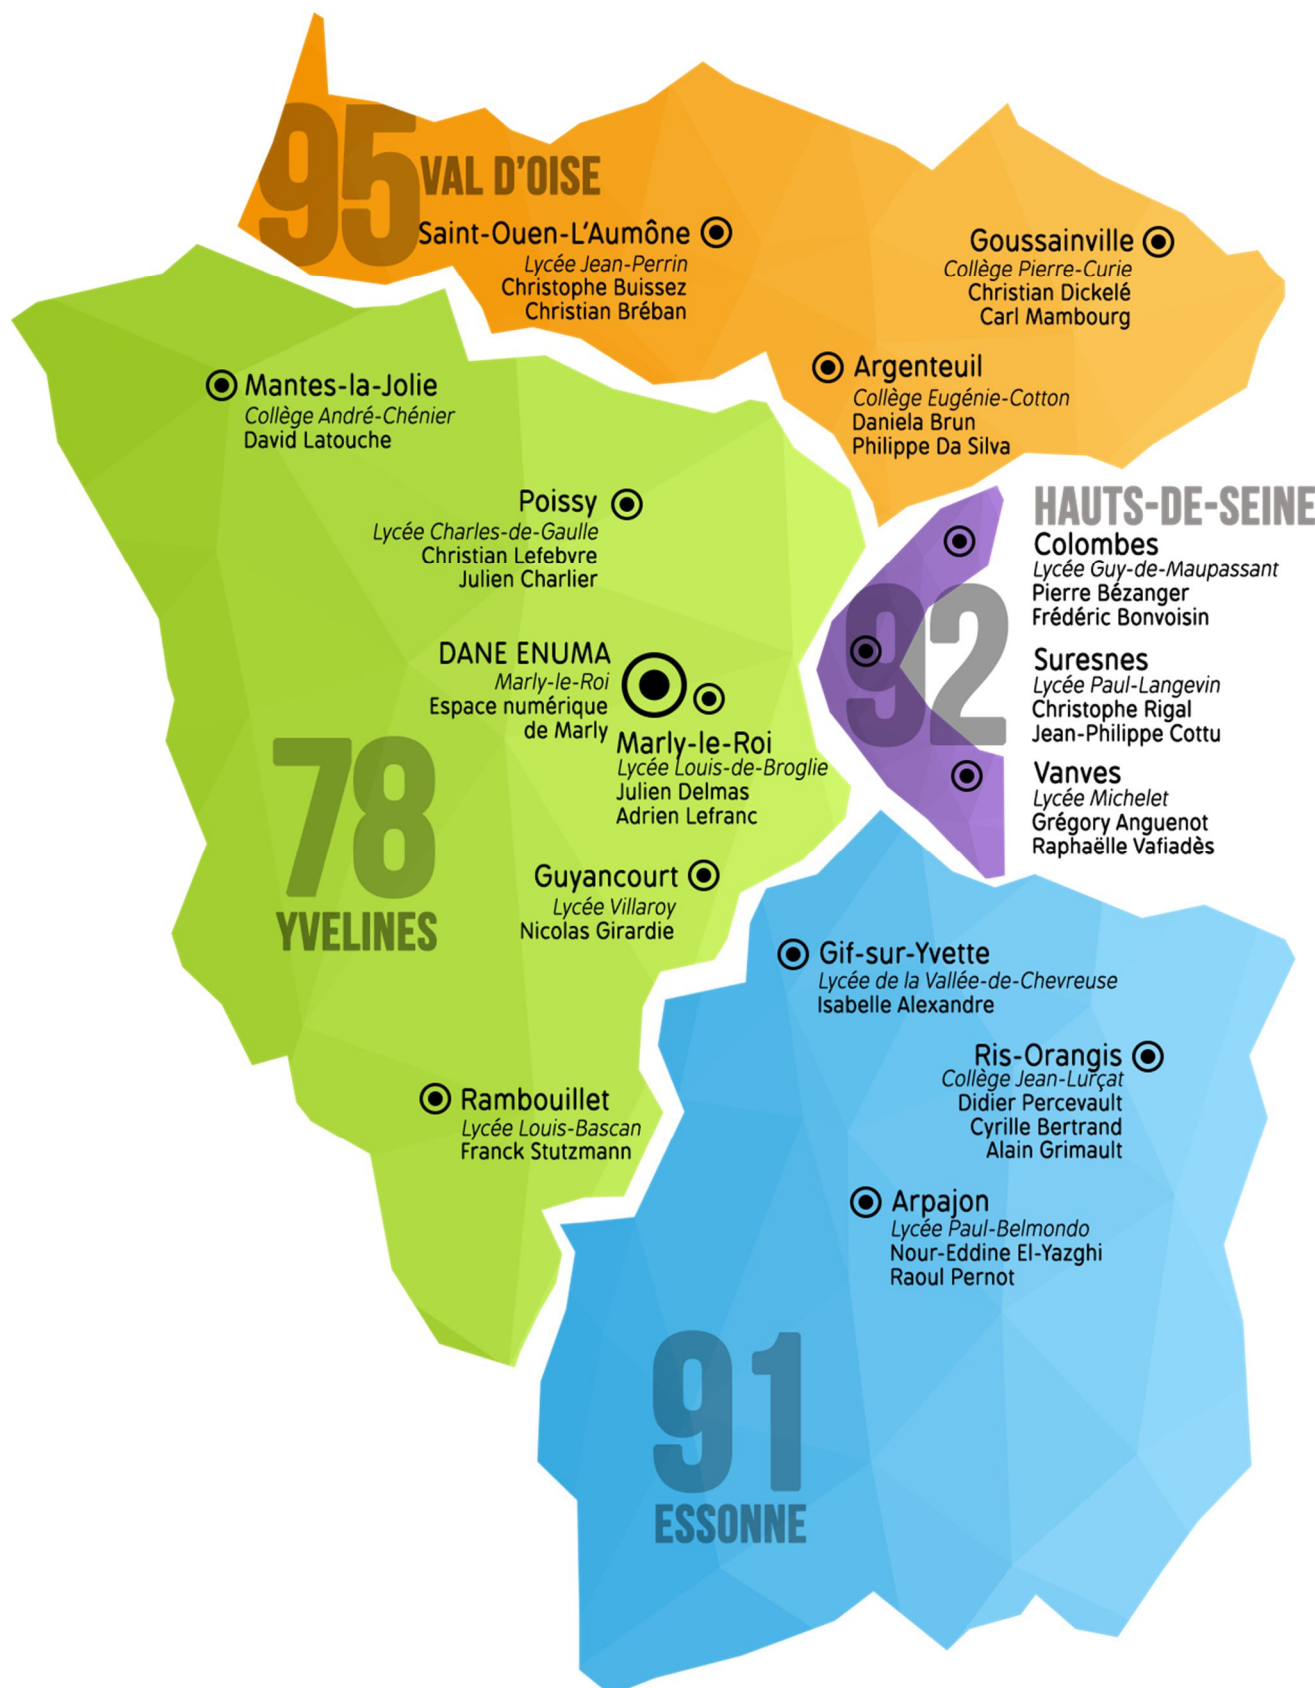 95
VAL D'OISE
Saint-Ouen-L'Aumône
Lycée Jean-Perrin
Christophe Buissez
Christian Bréban
Goussainville
Collège Pierre-Curie
Christian Dickelé
Carl Mambourg
Argenteuil
Collège Eugénie-Cotton
Daniela Brun
Philippe Da Silva
Mantes-la-Jolie
Collège André-Chénier
David Latouche
Poissy
Lycée Charles-de-Gaulle
Christian Lefebvre
Julien Charlier
DANE ENUMA
Marly-le-Roi
Espace numérique
de Marly
Marly-le-Roi
Lycée Louis-de-Broglie
Julien Delmas
Adrien Lefranc
78
YVELINES
Guyancourt
Lycée Villaroy
Nicolas Girardie
Rambouillet
Lycée Louis-Bascan
Franck Stutzmann
HAUTS-DE-SEINE
92
Colombes
Lycée Guy-de-Maupassant
Pierre Bézanger
Frédéric Bonvoisin
Suresnes
Lycée Paul-Langevin
Christophe Rigal
Jean-Philippe Cottu
Vanves
Lycée Michelet
Grégory Anguenot
Raphaëlle Vafiadès
Gif-sur-Yvette
Lycée de la Vallée-de-Chevreuse
Isabelle Alexandre
Ris-Orangis
Collège Jean-Lurçat
Didier Percevault
Cyrille Bertrand
Alain Grimault
Arpajon
Lycée Paul-Belmondo
Nour-Eddine El-Yazghi
Raoul Pernot
91
ESSONNE